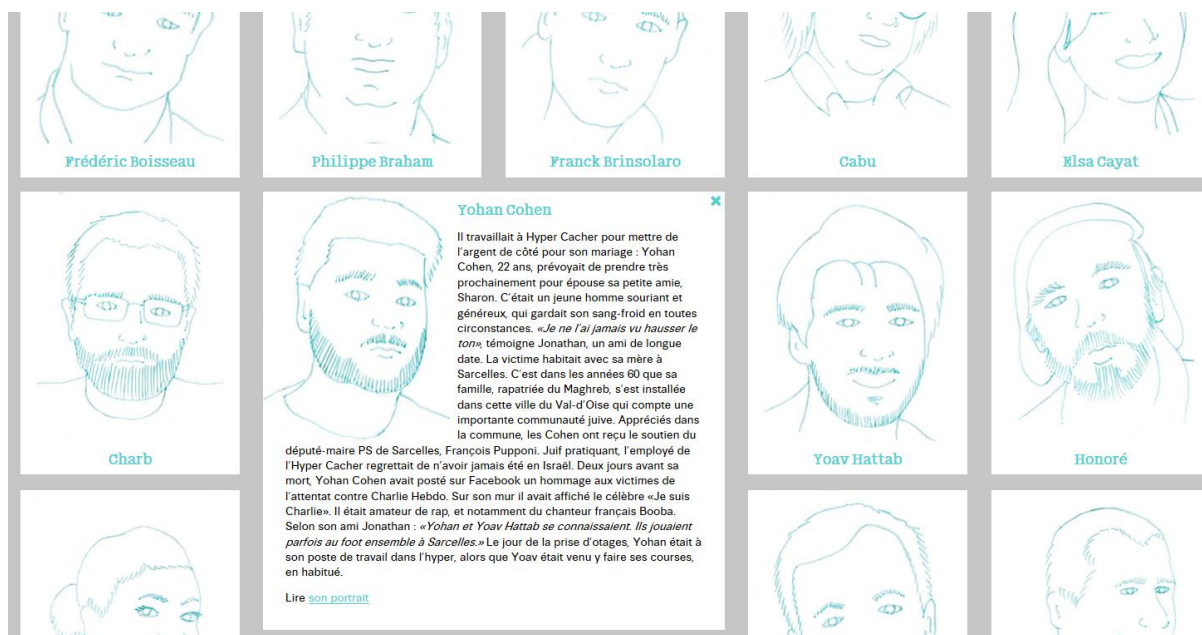 Frédéric Boisseau
Philippe Braham
Franck Brinsolaro
Cabu
Elsa Cayat
Charb
Yohan Cohen
Il travaillait à Hyper Cacher pour mettre de
l'argent de côté pour son mariage : Yohan
Cohen, 22 ans, prévoyait de prendre très
prochainement pour épouse sa petite amie,
Sharon. C'était un jeune homme souriant et
généreux, qui gardait son sang-froid en toutes
circonstances. «Je ne l'ai jamais vu hausser le
ton», témoigne Jonathan, un ami de longue
date. La victime habitait avec sa mère à
Sarcelles. C'est dans les années 60 que sa
famille, rapatriée du Maghreb, s'est installée
dans cette ville du Val-d'Oise qui compte une
importante communauté juive. Appréciés dans
la commune, les Cohen ont reçu le soutien du
député-maire PS de Sarcelles, François Pupponi. Juif pratiquant, l'employé de
l'Hyper Cacher regrettait de n'avoir jamais été en Israël. Deux jours avant sa
mort, Yohan Cohen avait posté sur Facebook un hommage aux victimes de
l'attentat contre Charlie Hebdo. Sur son mur il avait affiché le célèbre «Je suis
Charlie». Il était amateur de rap, et notamment du chanteur français Booba.
Selon son ami Jonathan : «Yohan et Yoav Hattab se connaissaient. Ils jouaient
parfois au foot ensemble à Sarcelles.» Le jour de la prise d'otages, Yohan était à
son poste de travail dans l'hyper, alors que Yoav était venu y faire ses courses,
en habitué.
Lire son portrait
Yoav Hattab
Honoré